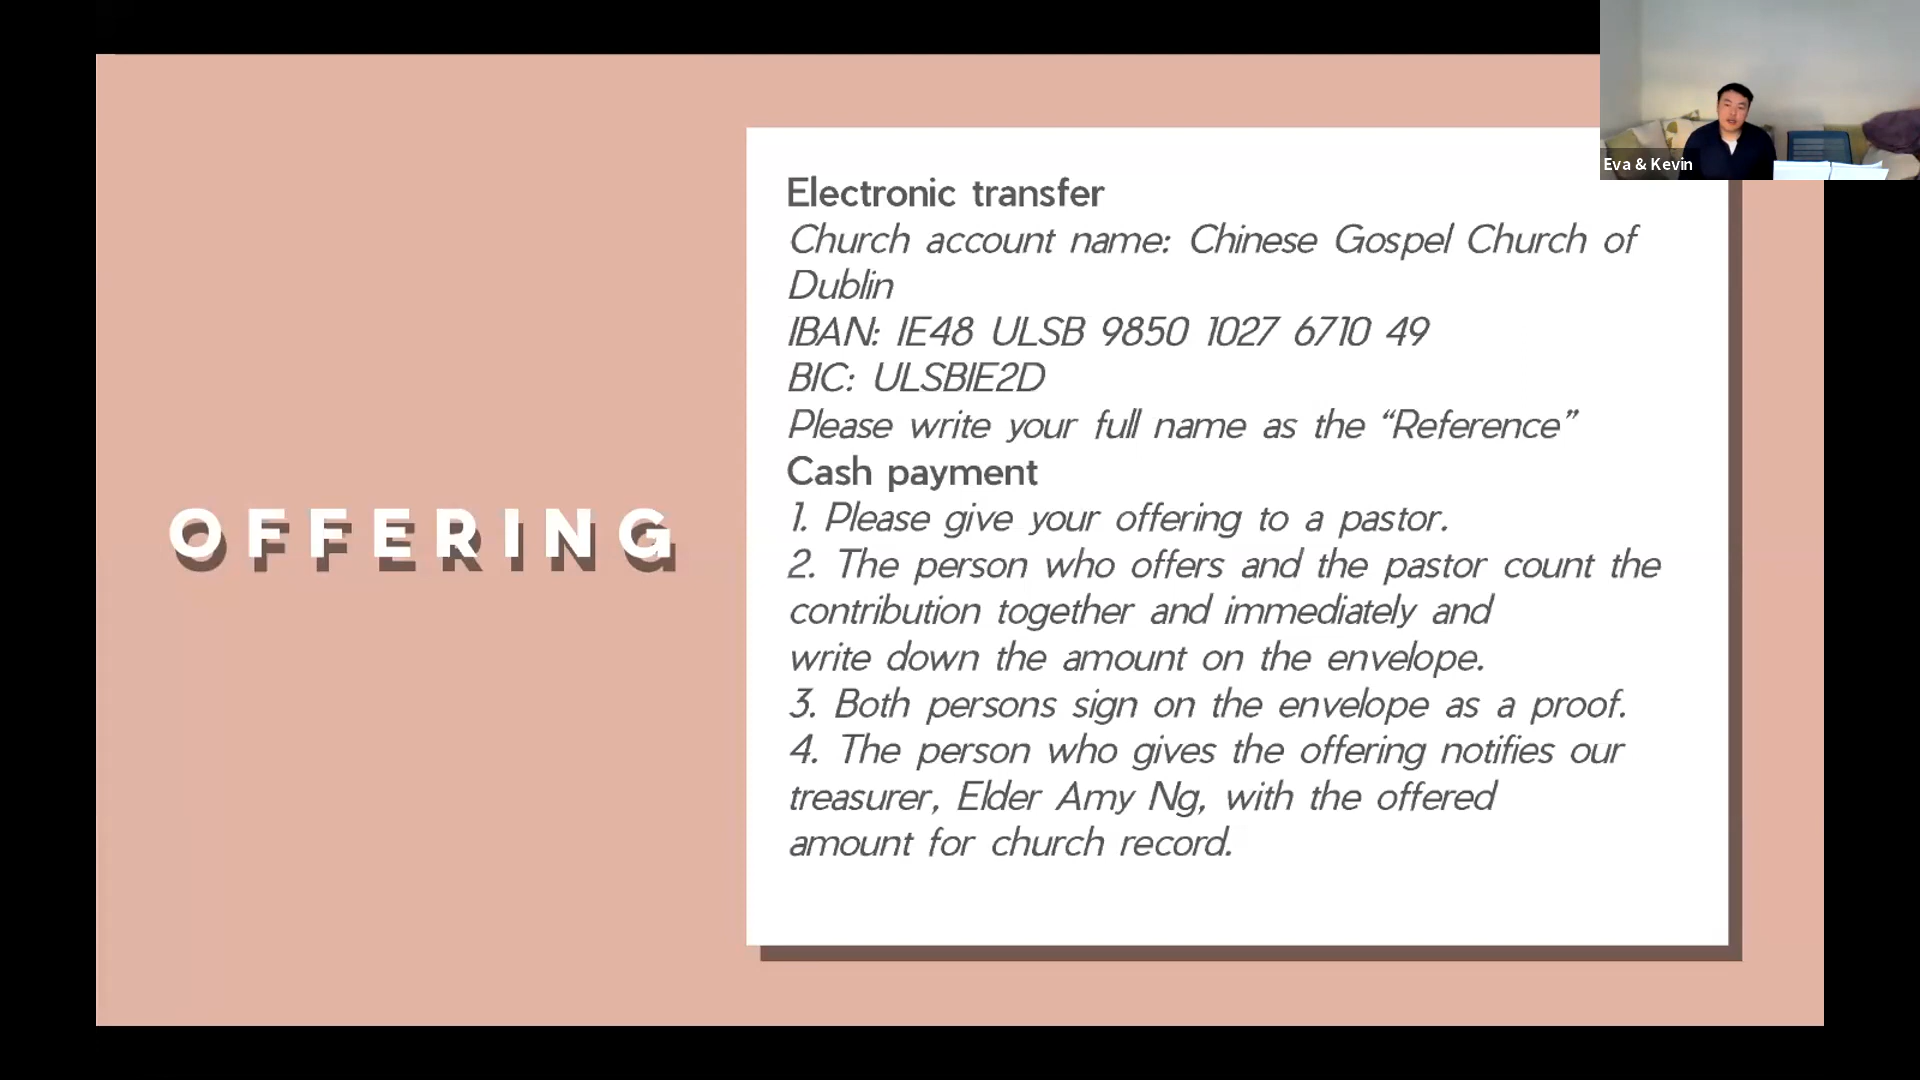 OFFERING
Electronic transfer
Church account name: Chinese Gospel Church of
Dublin
IBAN: IE48 ULSB 9850 1027 6710 49
BIC: ULSBIE2D
Please write your full name as the “Reference”
Cash payment
1. Please give your offering to a pastor.
2. The person who offers and the pastor count the
contribution together and immediately and
write down the amount on the envelope.
3. Both persons sign on the envelope as a proof.
4. The person who gives the offering notifies our
treasurer, Elder Amy Ng, with the offered
amount for church record.
Eva & Kevin